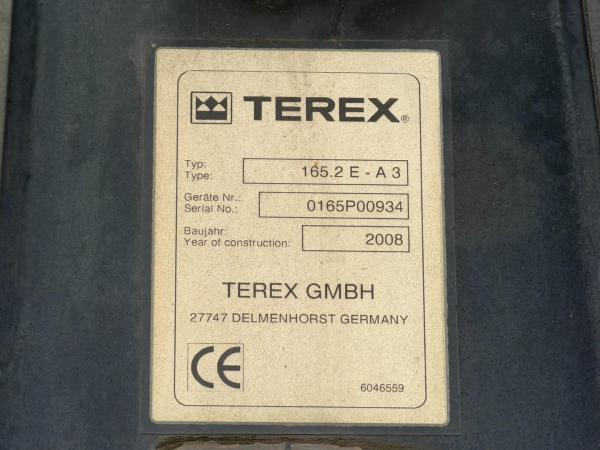 TEREX®
Typ:
Type: 165.2 E - A 3
Geräte Nr.:
Serial No.: 0165P00934
Baujahr:
Year of construction: 2008
TEREX GMBH
27747 DELMENHORST GERMANY
CE
6046559